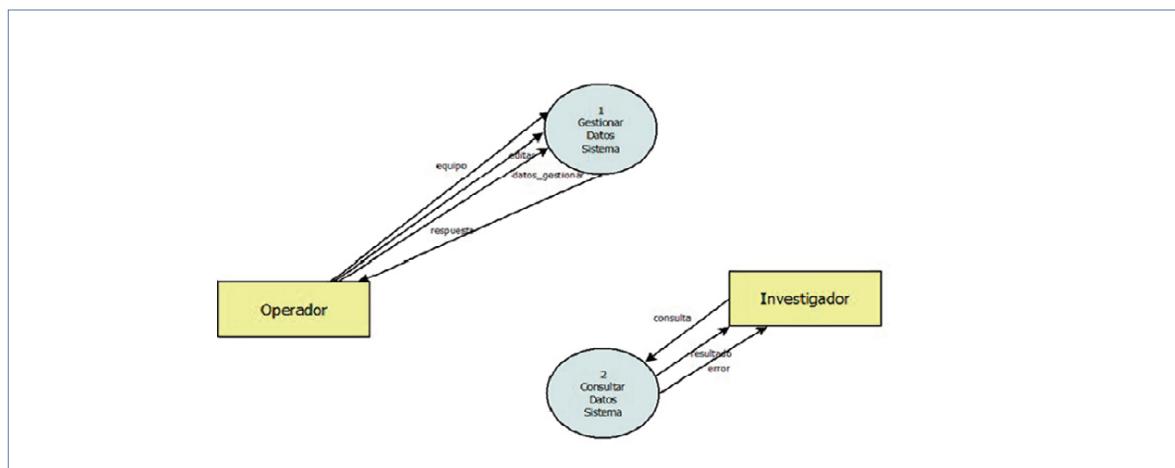 1
Gestionar
Datos
Sistema
equipo
editar
datos_gestionar
respuesta
Operador
Investigador
consulta
resultado
error
2
Consultar
Datos
Sistema